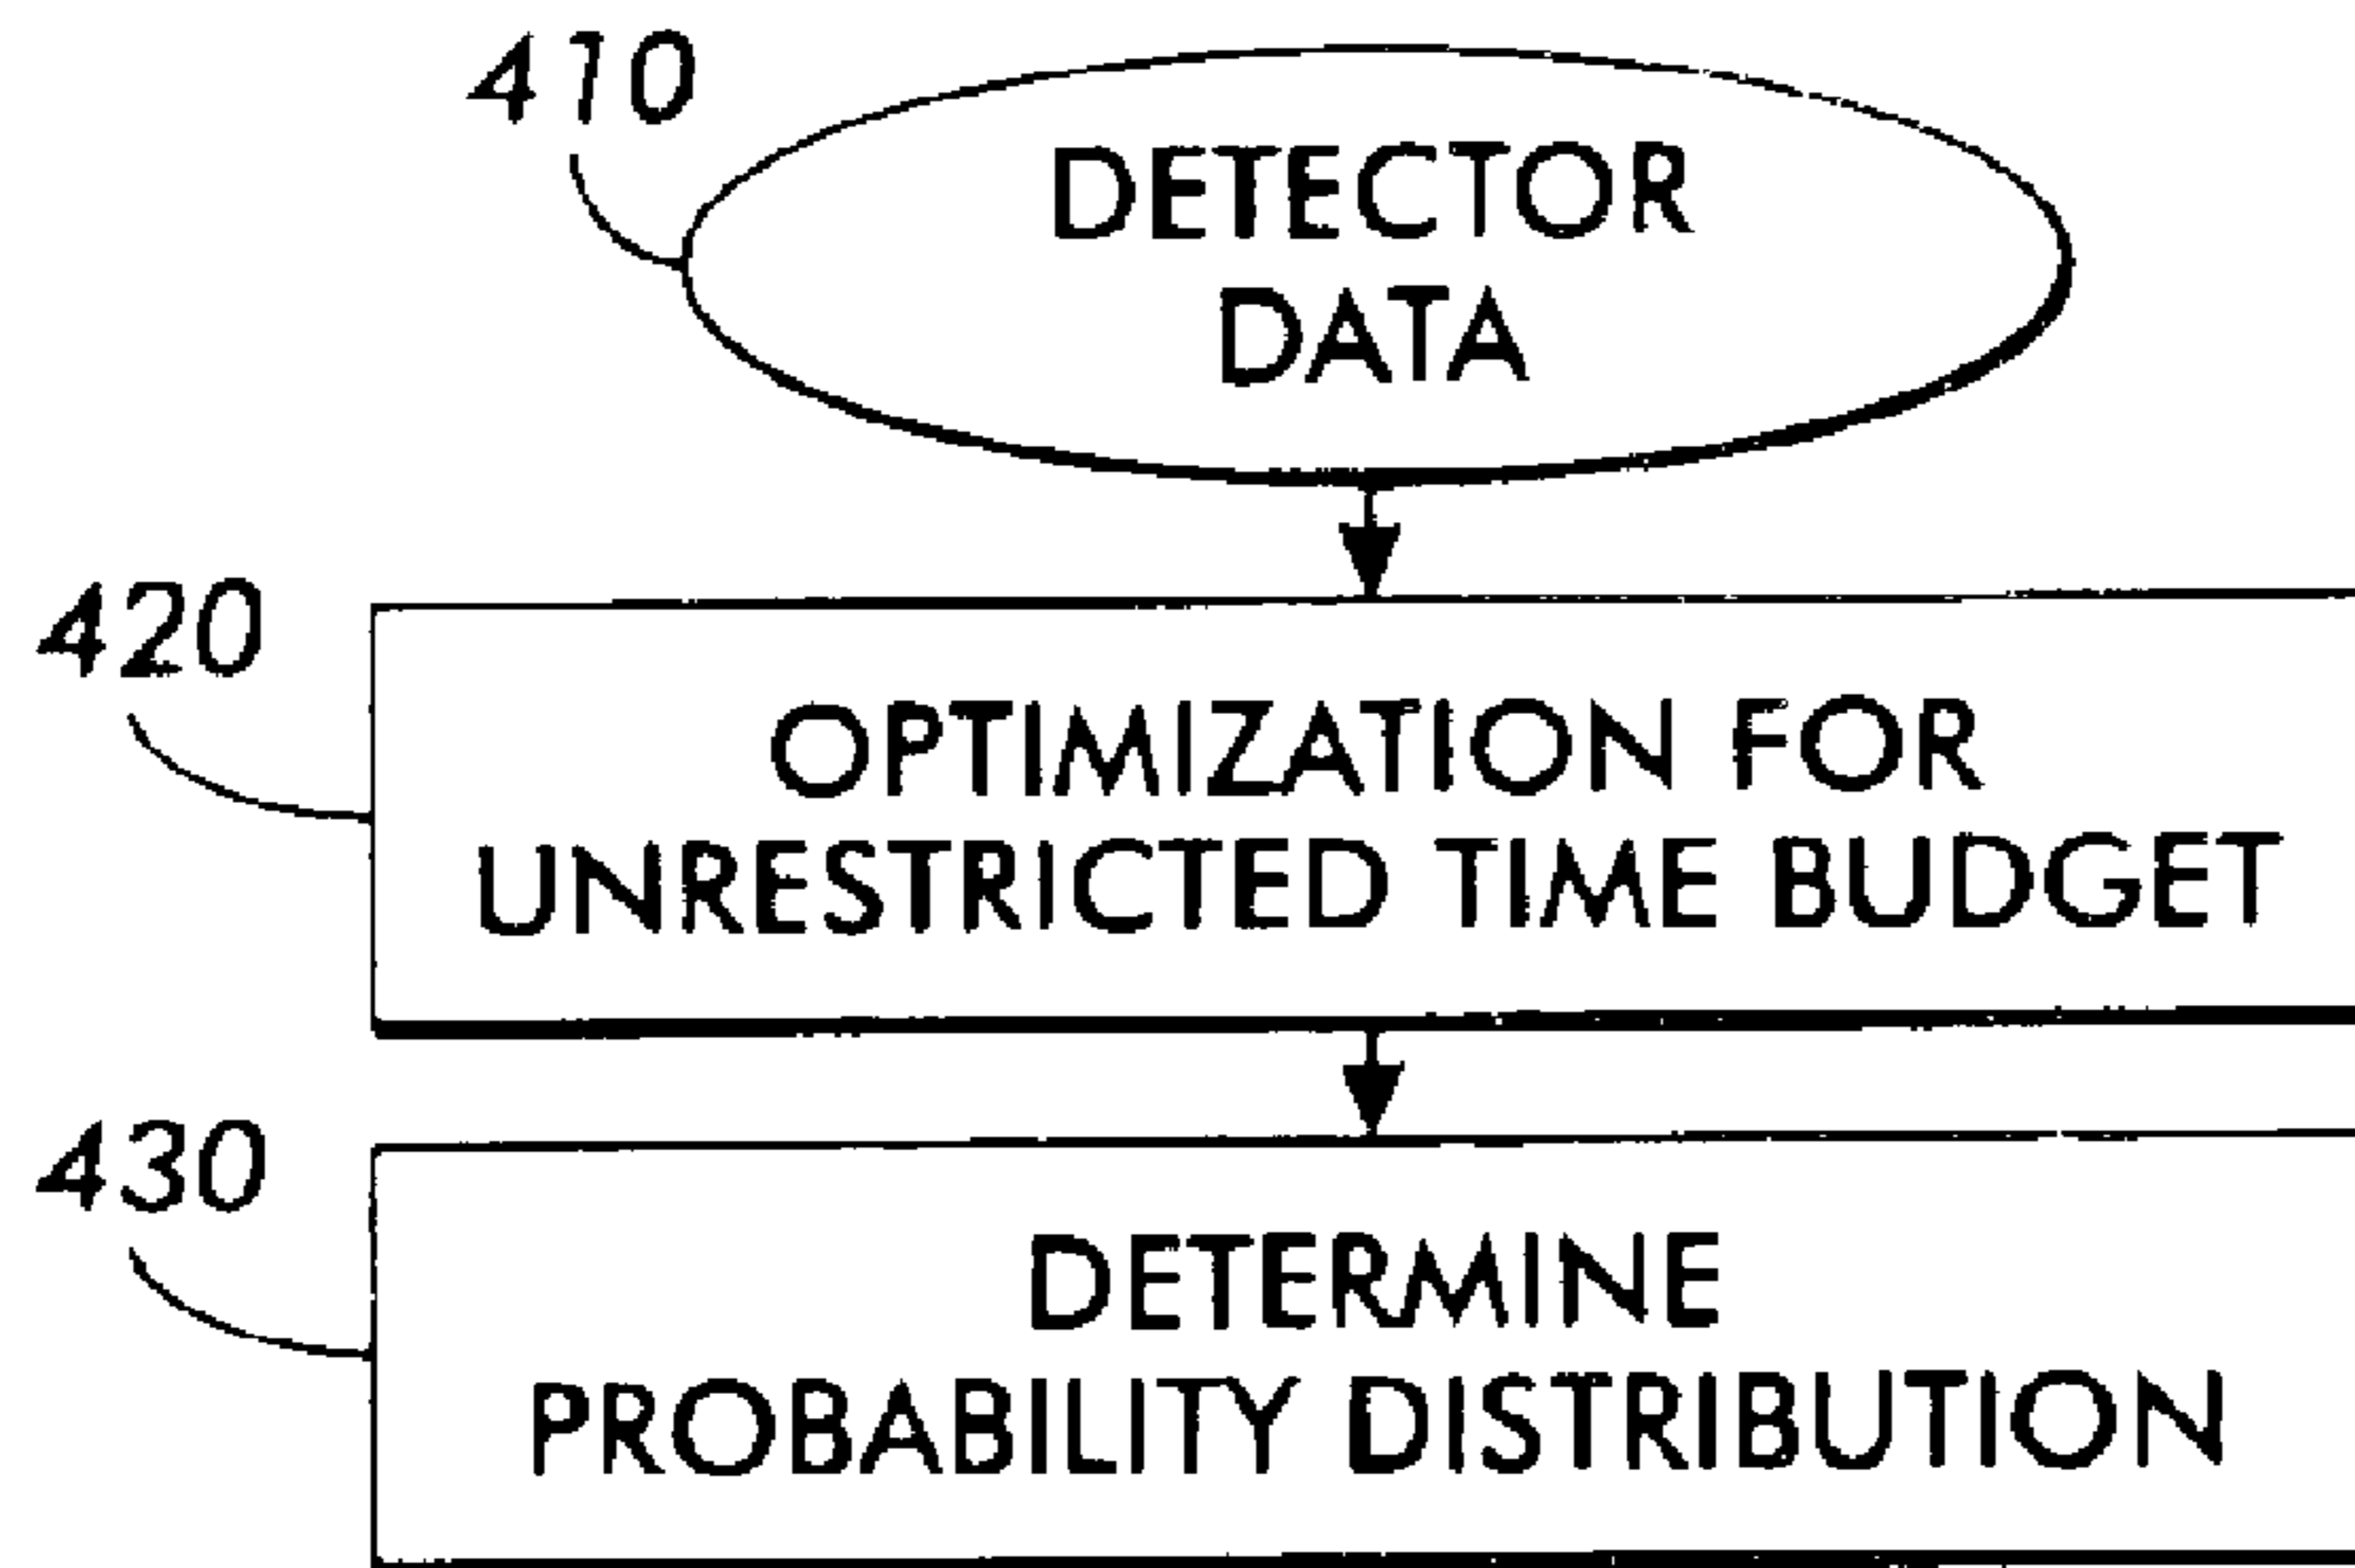 410
DETECTOR
DATA
420
OPTIMIZATION FOR
UNRESTRICTED TIME BUDGET
430
DETERMINE
PROBABILITY DISTRIBUTION